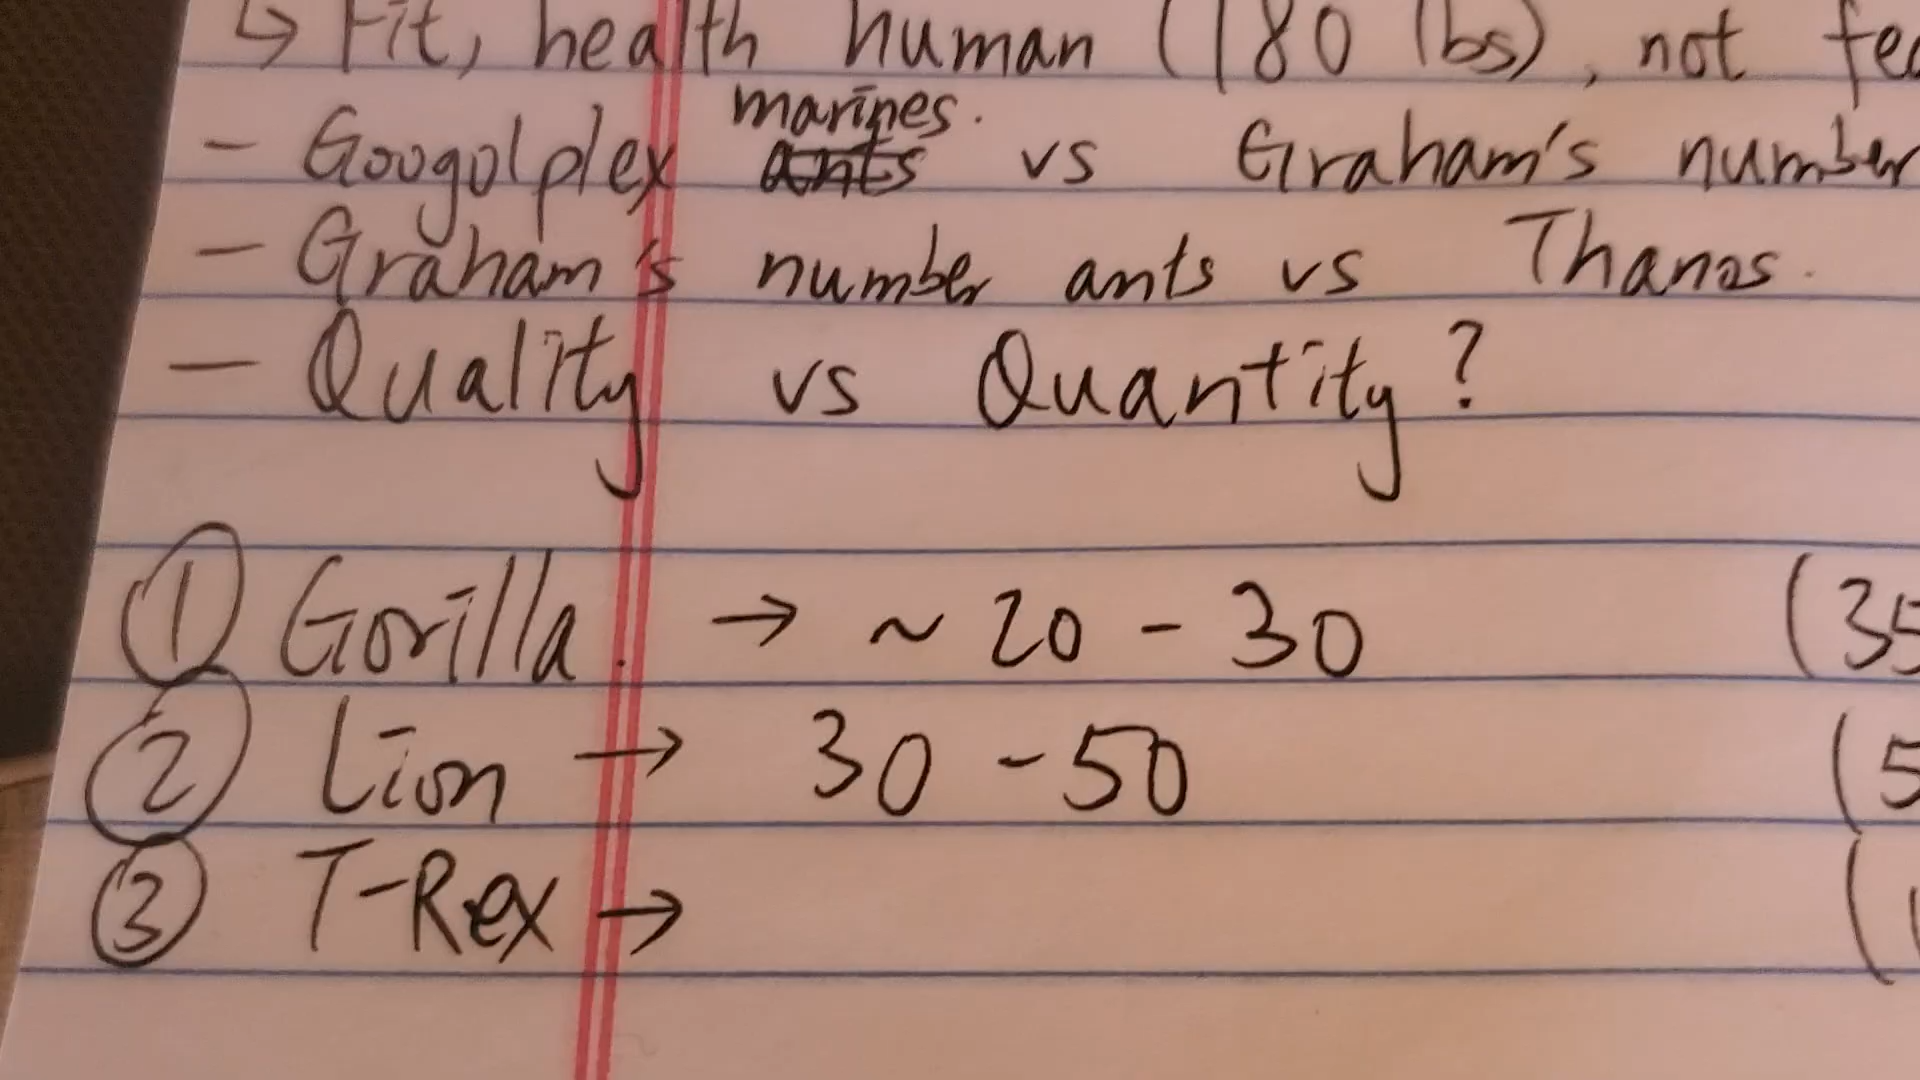 ↳ Fit, health human (180 lbs), not
- Googolplex marines. vs Graham's number
- Graham's number ants vs Thanos.
- Quality vs Quantity?
① Gorilla. → ~ 20 - 30 (35
② Lion → 30 - 50 (5
③ T-Rex → (